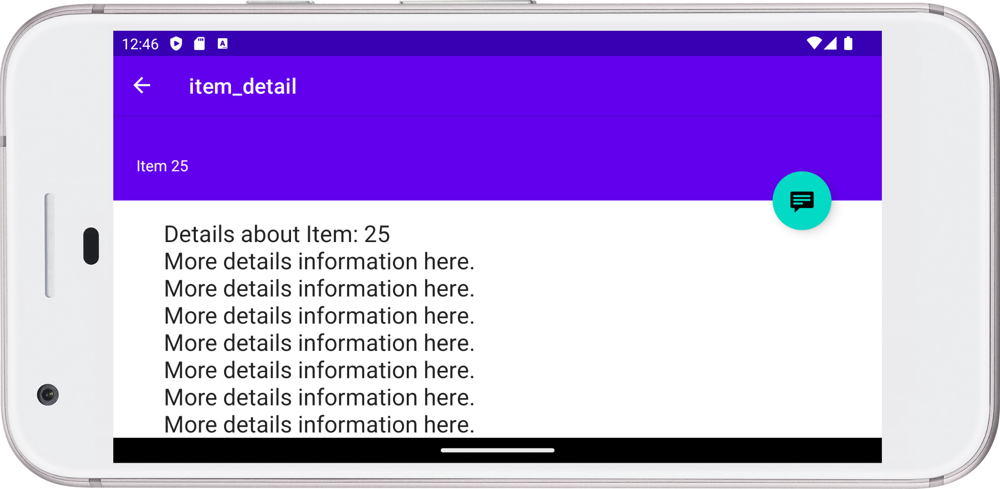 12:46
item_detail
Item 25
Details about Item: 25
More details information here.
More details information here.
More details information here.
More details information here.
More details information here.
More details information here.
More details information here.